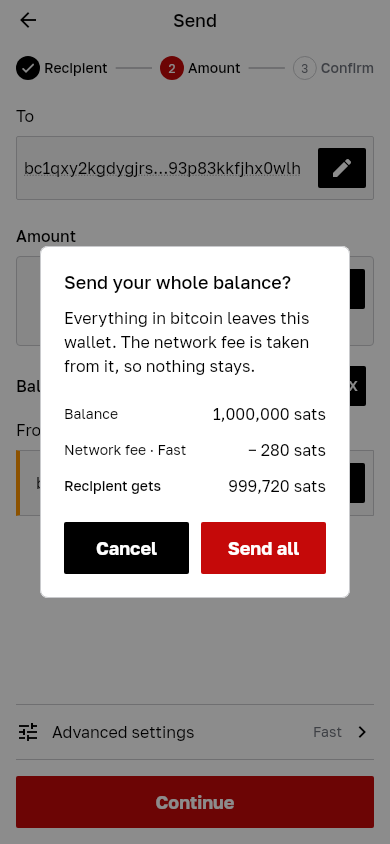 Send
Recipient
2 Amount
3 Confirm
To
bc1qxy2kgdygjrs...93p83kkfjhx0wlh
Amount
Send your whole balance?
Everything in bitcoin leaves this
wallet. The network fee is taken
from it, so nothing stays.
Balance 1,000,000 sats
Network fee · Fast − 280 sats
Recipient gets 999,720 sats
Cancel
Send all
Advanced settings Fast
Continue